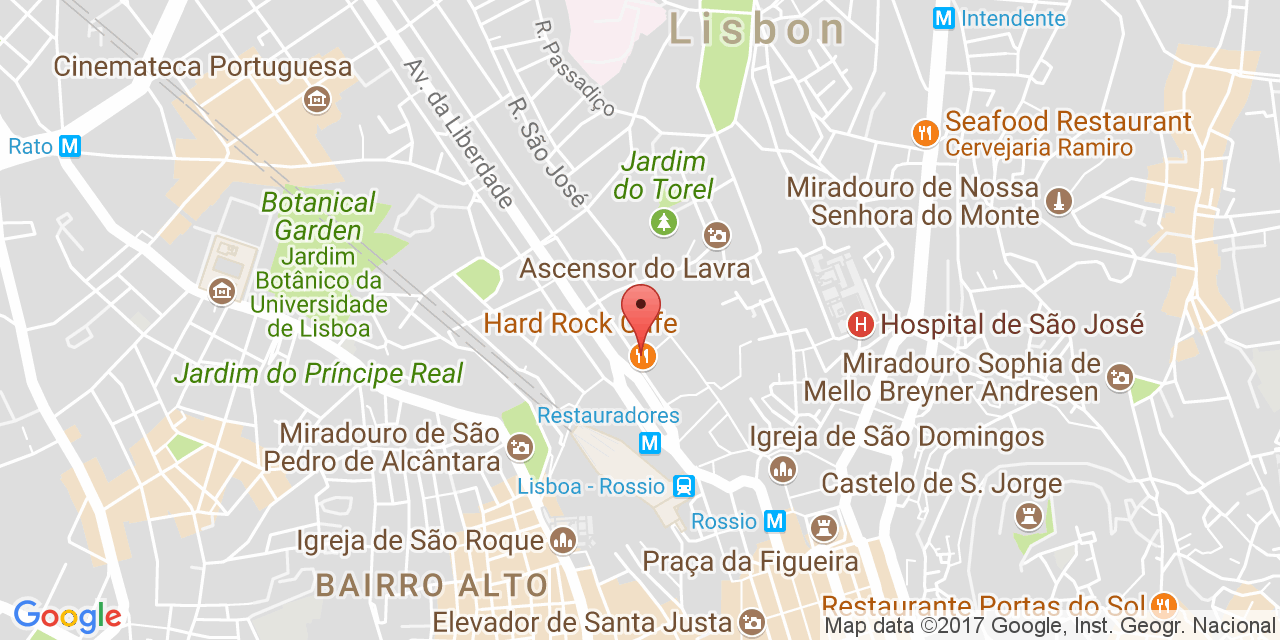 Lisbon
Intendente
Cinemateca Portuguesa
R. Passadiço
Av. da Liberdade
R. São José
Rato
Seafood Restaurant
Cervejaria Ramiro
Jardim
do Torel
Miradouro de Nossa
Senhora do Monte
Botanical
Garden
Jardim
Botânico da
Universidade
de Lisboa
Ascensor do Lavra
Hard Rock Cafe
Hospital de São José
Jardim do Príncipe Real
Miradouro Sophia de
Mello Breyner Andresen
Restauradores
Miradouro de São
Pedro de Alcântara
Igreja de São Domingos
Lisboa - Rossio
Castelo de S. Jorge
Rossio
Igreja de São Roque
Praça da Figueira
BAIRRO ALTO
Elevador de Santa Justa
Restaurante Portas do Sol
Google
Map data ©2017 Google, Inst. Geogr. Nacional